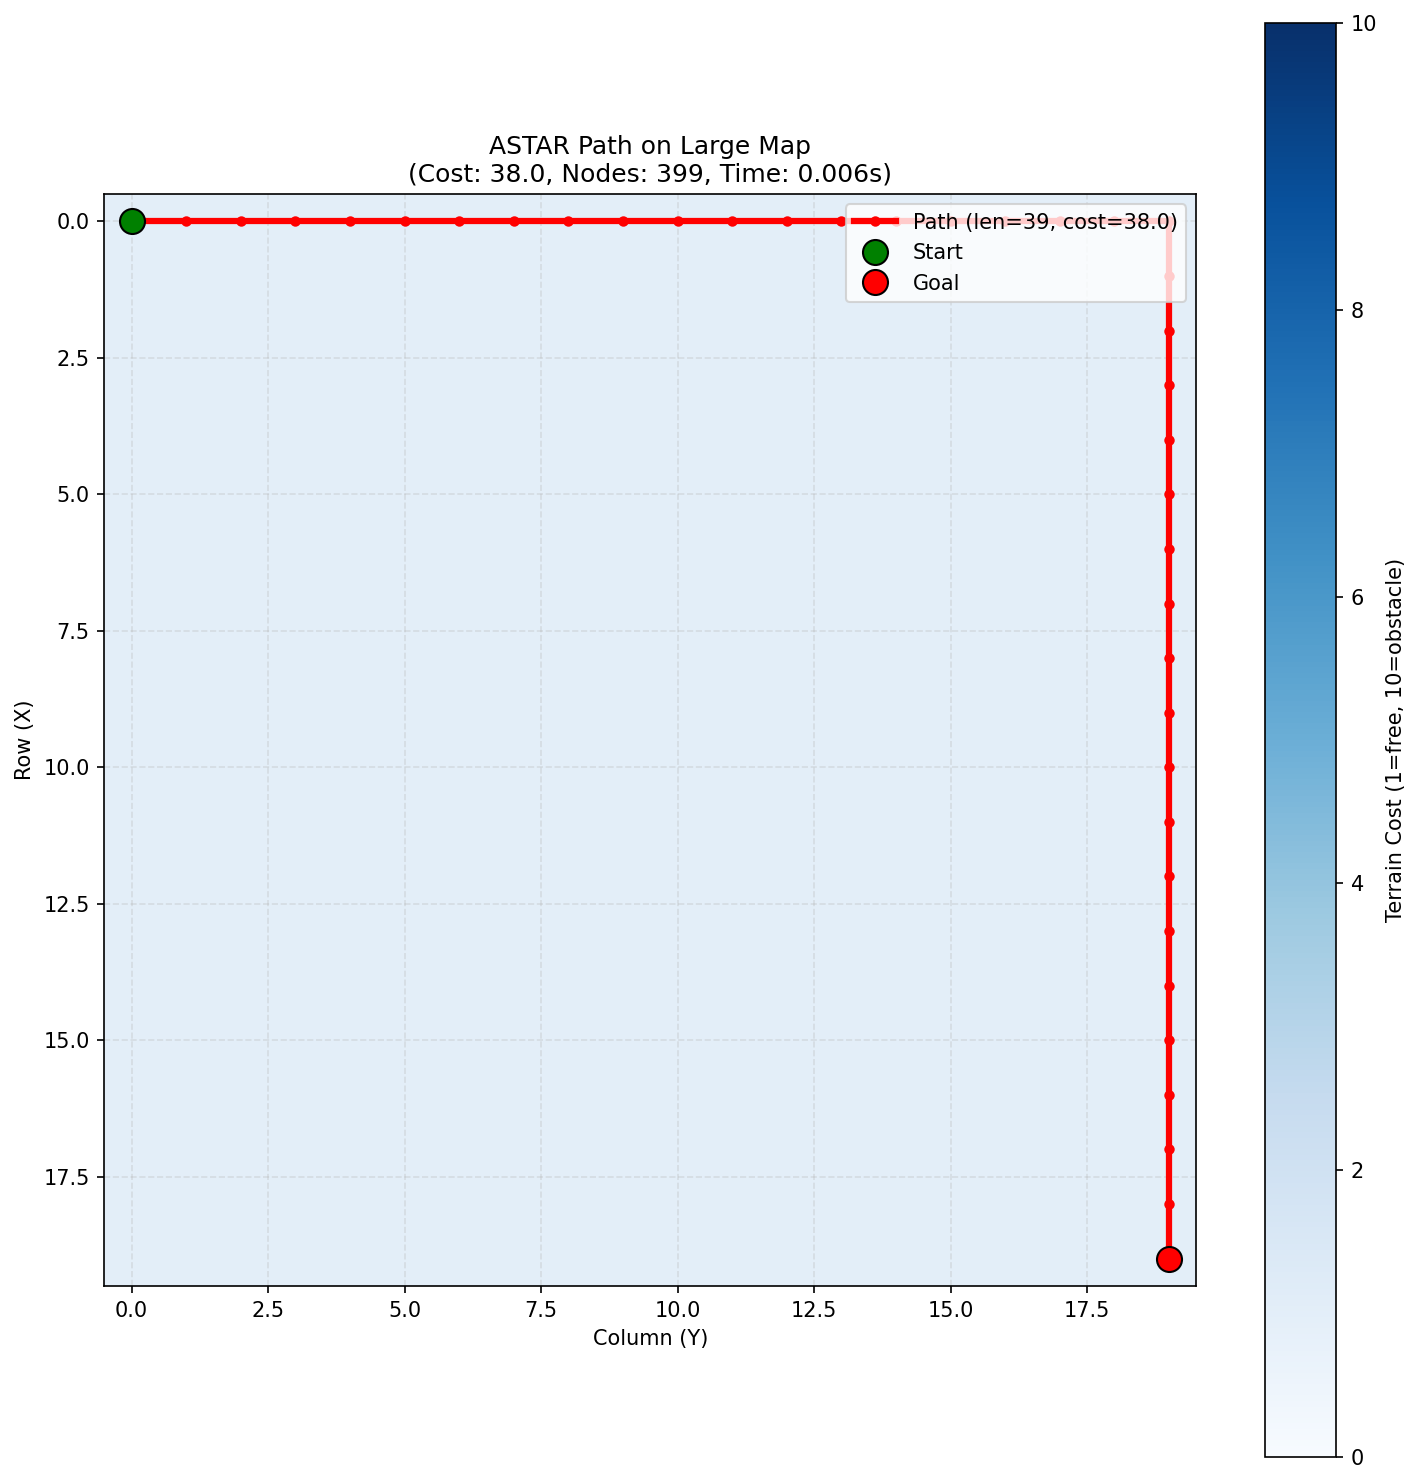 ASTAR Path on Large Map
(Cost: 38.0, Nodes: 399, Time: 0.006s)
Path (len=39, cost=38.0)
Start
Goal
0.0
2.5
5.0
7.5
10.0
12.5
15.0
17.5
Row (X)
0.0
2.5
5.0
7.5
10.0
12.5
15.0
17.5
Column (Y)
10
8
6
4
2
0
Terrain Cost (1=free, 10=obstacle)